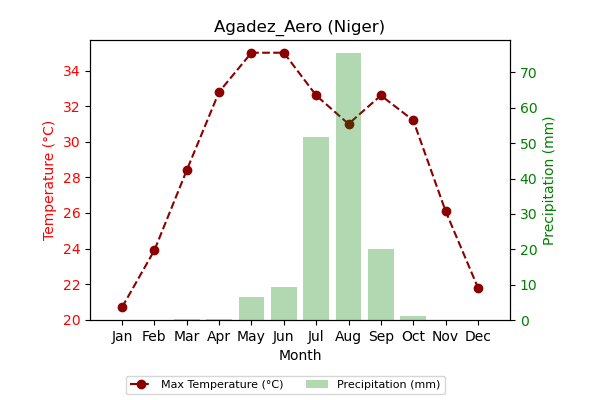 Agadez_Aero (Niger)
Temperature (°C)
34
32
30
28
26
24
22
20
70
60
50
40
30
20
10
0
Precipitation (mm)
Jan Feb Mar Apr May Jun Jul Aug Sep Oct Nov Dec
Month
Max Temperature (°C) Precipitation (mm)